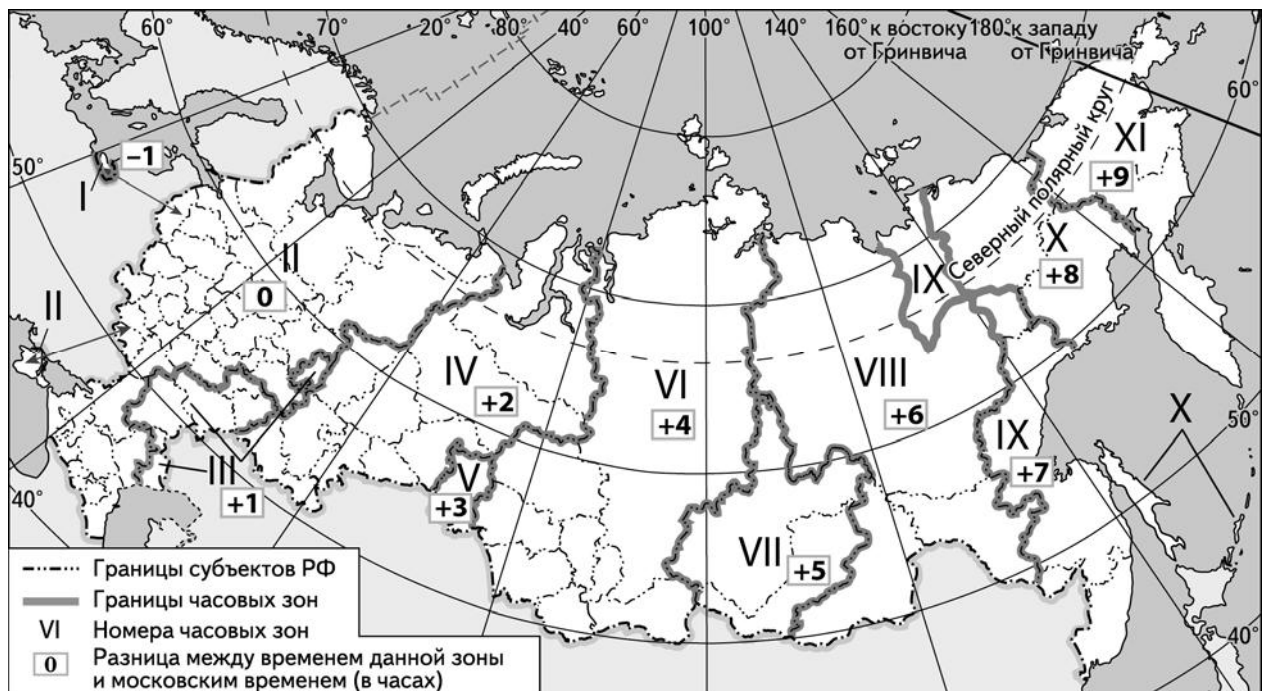 60° 70° 20° 40° 60° 80° 100° 120° 140° 160° к востоку от Гринвича 180° к западу от Гринвича
60°
50°
–1
I
XI
+9
Северный полярный круг
X
+8
II
0
IX
II
IV
+2
VI
+4
VIII
+6
X
50°
IX
+7
40°
III
+1
V
+3
VII
+5
40°
Границы субъектов РФ
Границы часовых зон
VI Номера часовых зон
0 Разница между временем данной зоны
и московским временем (в часах)